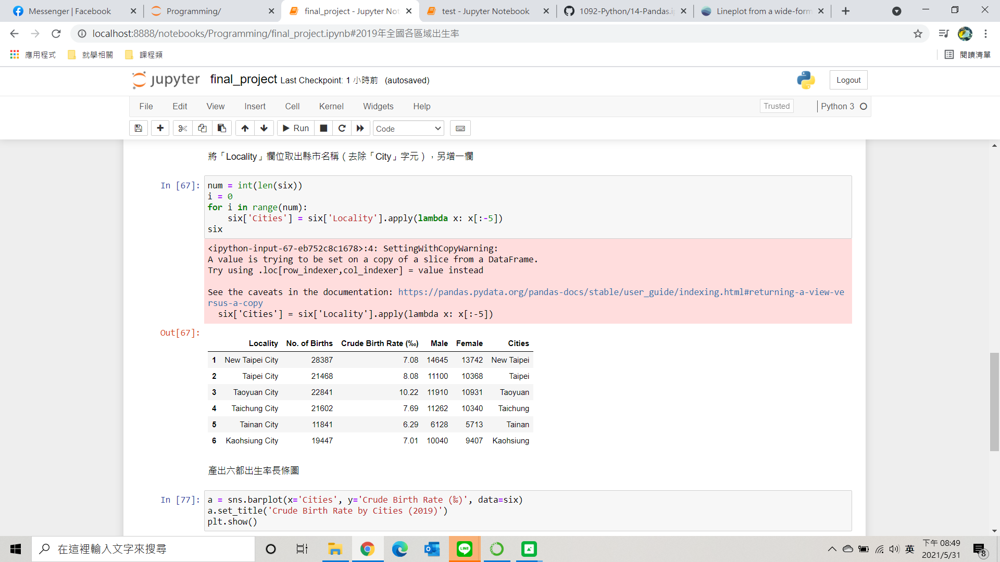 Messenger | Facebook
Programming/
final_project - Jupyter Not
test - Jupyter Notebook
1092-Python/14-Pandas.i
Lineplot from a wide-form
localhost:8888/notebooks/Programming/final_project.ipynb#2019年全國各區域出生率
應用程式
就學相關
課程類
閱讀清單
jupyter
final_project Last Checkpoint: 1 小時前 (autosaved)
Logout
File Edit View Insert Cell Kernel Widgets Help
Trusted
Python 3
Run
Code
將「Locality」欄位取出縣市名稱（去除「City」字元），另增一欄
In [67]:
num = int(len(six))
i = 0
for i in range(num):
    six['Cities'] = six['Locality'].apply(lambda x: x[:-5])
six
<ipython-input-67-eb752c8c1678>:4: SettingWithCopyWarning:
A value is trying to be set on a copy of a slice from a DataFrame.
Try using .loc[row_indexer,col_indexer] = value instead
See the caveats in the documentation: https://pandas.pydata.org/pandas-docs/stable/user_guide/indexing.html#returning-a-view-ve
rsus-a-copy
  six['Cities'] = six['Locality'].apply(lambda x: x[:-5])
Out[67]:
Locality No. of Births Crude Birth Rate (‰) Male Female Cities
1 New Taipei City 28387 7.08 14645 13742 New Taipei
2 Taipei City 21468 8.08 11100 10368 Taipei
3 Taoyuan City 22841 10.22 11910 10931 Taoyuan
4 Taichung City 21602 7.69 11262 10340 Taichung
5 Tainan City 11841 6.29 6128 5713 Tainan
6 Kaohsiung City 19447 7.01 10040 9407 Kaohsiung
產出六都出生率長條圖
In [77]:
a = sns.barplot(x='Cities', y='Crude Birth Rate (‰)', data=six)
a.set_title('Crude Birth Rate by Cities (2019)')
plt.show()
在這裡輸入文字來搜尋
LINE
英
下午 08:49
2021/5/31
8